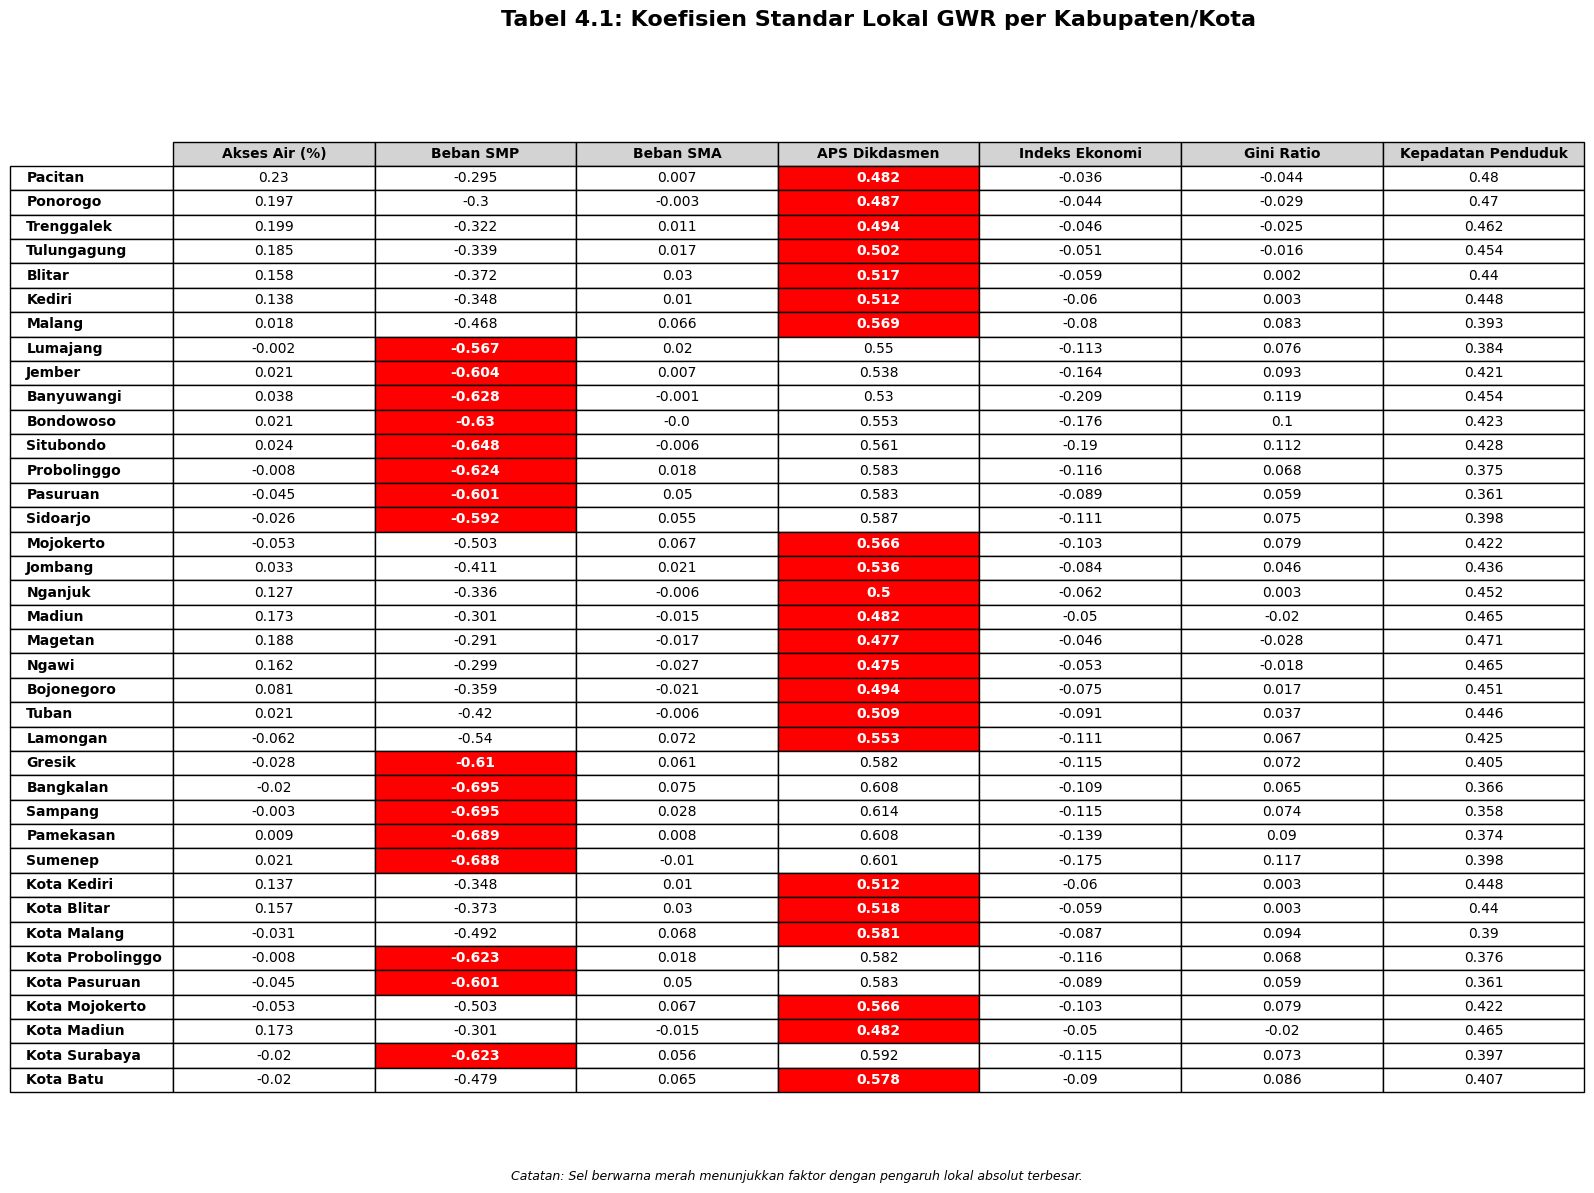 Tabel 4.1: Koefisien Standar Lokal GWR per Kabupaten/Kota
Akses Air (%) Beban SMP Beban SMA APS Dikdasmen Indeks Ekonomi Gini Ratio Kepadatan Penduduk
Pacitan 0.23 -0.295 0.007 0.482 -0.036 -0.044 0.48
Ponorogo 0.197 -0.3 -0.003 0.487 -0.044 -0.029 0.47
Trenggalek 0.199 -0.322 0.011 0.494 -0.046 -0.025 0.462
Tulungagung 0.185 -0.339 0.017 0.502 -0.051 -0.016 0.454
Blitar 0.158 -0.372 0.03 0.517 -0.059 0.002 0.44
Kediri 0.138 -0.348 0.01 0.512 -0.06 0.003 0.448
Malang 0.018 -0.468 0.066 0.569 -0.08 0.083 0.393
Lumajang -0.002 -0.567 0.02 0.55 -0.113 0.076 0.384
Jember 0.021 -0.604 0.007 0.538 -0.164 0.093 0.421
Banyuwangi 0.038 -0.628 -0.001 0.53 -0.209 0.119 0.454
Bondowoso 0.021 -0.63 -0.0 0.553 -0.176 0.1 0.423
Situbondo 0.024 -0.648 -0.006 0.561 -0.19 0.112 0.428
Probolinggo -0.008 -0.624 0.018 0.583 -0.116 0.068 0.375
Pasuruan -0.045 -0.601 0.05 0.583 -0.089 0.059 0.361
Sidoarjo -0.026 -0.592 0.055 0.587 -0.111 0.075 0.398
Mojokerto -0.053 -0.503 0.067 0.566 -0.103 0.079 0.422
Jombang 0.033 -0.411 0.021 0.536 -0.084 0.046 0.436
Nganjuk 0.127 -0.336 -0.006 0.5 -0.062 0.003 0.452
Madiun 0.173 -0.301 -0.015 0.482 -0.05 -0.02 0.465
Magetan 0.188 -0.291 -0.017 0.477 -0.046 -0.028 0.471
Ngawi 0.162 -0.299 -0.027 0.475 -0.053 -0.018 0.465
Bojonegoro 0.081 -0.359 -0.021 0.494 -0.075 0.017 0.451
Tuban 0.021 -0.42 -0.006 0.509 -0.091 0.037 0.446
Lamongan -0.062 -0.54 0.072 0.553 -0.111 0.067 0.425
Gresik -0.028 -0.61 0.061 0.582 -0.115 0.072 0.405
Bangkalan -0.02 -0.695 0.075 0.608 -0.109 0.065 0.366
Sampang -0.003 -0.695 0.028 0.614 -0.115 0.074 0.358
Pamekasan 0.009 -0.689 0.008 0.608 -0.139 0.09 0.374
Sumenep 0.021 -0.688 -0.01 0.601 -0.175 0.117 0.398
Kota Kediri 0.137 -0.348 0.01 0.512 -0.06 0.003 0.448
Kota Blitar 0.157 -0.373 0.03 0.518 -0.059 0.003 0.44
Kota Malang -0.031 -0.492 0.068 0.581 -0.087 0.094 0.39
Kota Probolinggo -0.008 -0.623 0.018 0.582 -0.116 0.068 0.376
Kota Pasuruan -0.045 -0.601 0.05 0.583 -0.089 0.059 0.361
Kota Mojokerto -0.053 -0.503 0.067 0.566 -0.103 0.079 0.422
Kota Madiun 0.173 -0.301 -0.015 0.482 -0.05 -0.02 0.465
Kota Surabaya -0.02 -0.623 0.056 0.592 -0.115 0.073 0.397
Kota Batu -0.02 -0.479 0.065 0.578 -0.09 0.086 0.407
Catatan: Sel berwarna merah menunjukkan faktor dengan pengaruh lokal absolut terbesar.